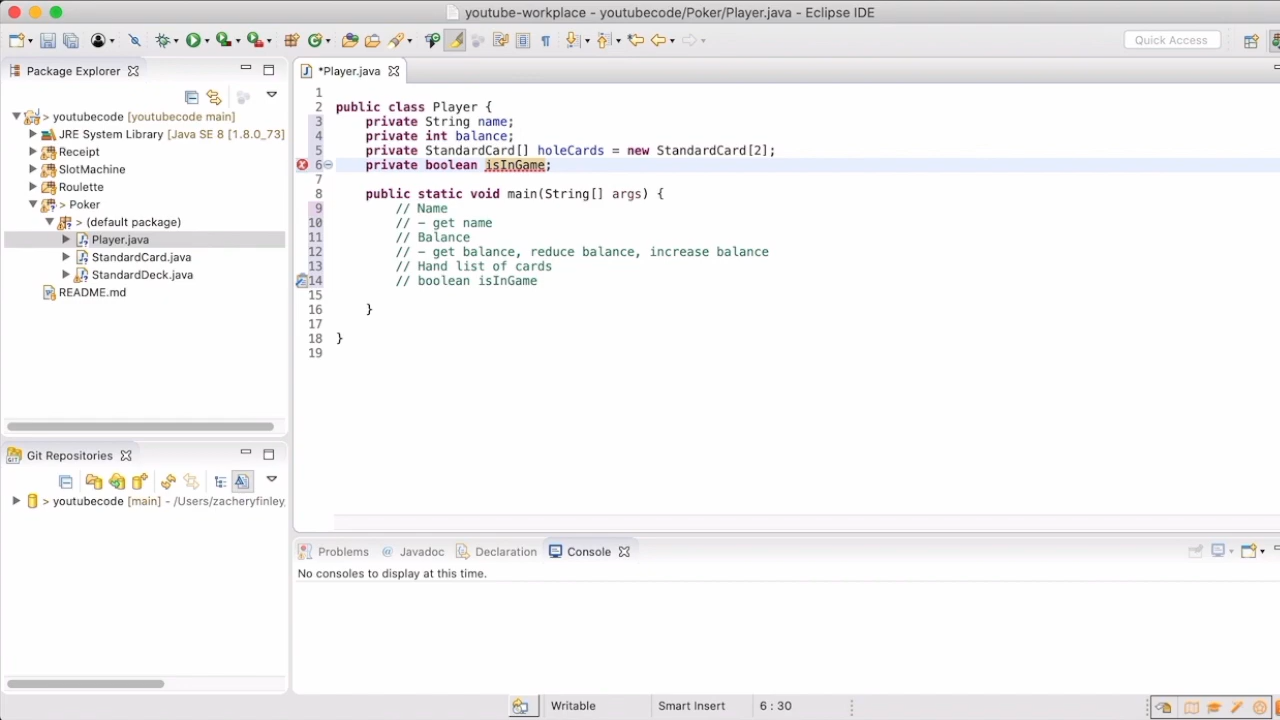 youtube-workplace - youtubecode/Poker/Player.java - Eclipse IDE
Quick Access
Package Explorer
> youtubecode [youtubecode main]
JRE System Library [Java SE 8 [1.8.0_73]
Receipt
SlotMachine
Roulette
> Poker
> (default package)
Player.java
StandardCard.java
StandardDeck.java
README.md
Git Repositories
> youtubecode [main] - /Users/zacheryfinley
*Player.java
1
2 public class Player {
3 private String name;
4 private int balance;
5 private StandardCard[] holeCards = new StandardCard[2];
6 private boolean isInGame;
7
8 public static void main(String[] args) {
9 // Name
10 // - get name
11 // Balance
12 // - get balance, reduce balance, increase balance
13 // Hand list of cards
14 // boolean isInGame
15
16 }
17
18 }
19
Problems @ Javadoc Declaration Console
No consoles to display at this time.
Writable Smart Insert 6 : 30